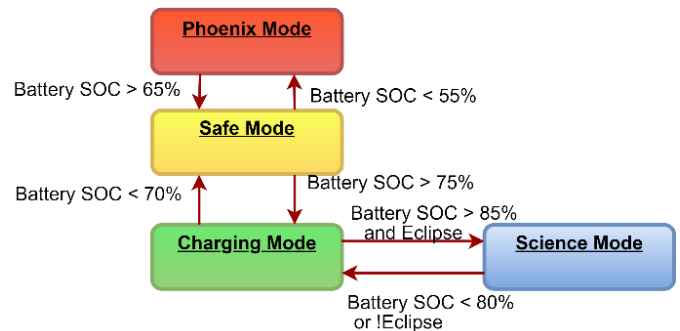 Phoenix Mode
Battery SOC > 65%
Battery SOC < 55%
Safe Mode
Battery SOC < 70%
Battery SOC > 75%
Battery SOC > 85%
and Eclipse
Charging Mode
Science Mode
Battery SOC < 80%
or !Eclipse